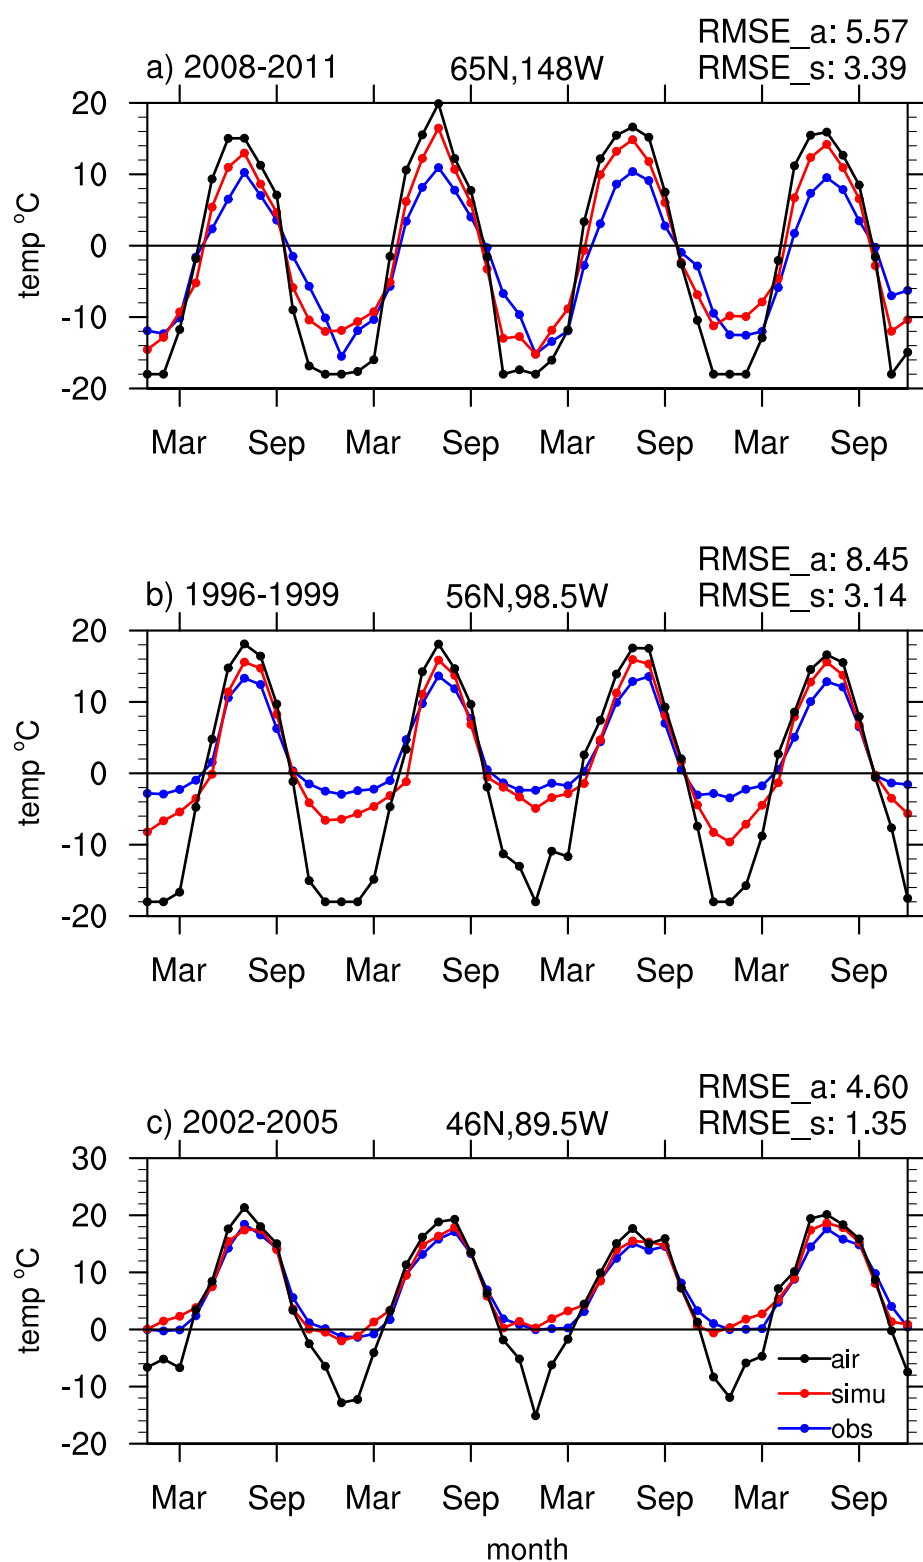 RMSE_a: 5.57
a) 2008-2011 65N,148W RMSE_s: 3.39
20
10
0
-10
-20
temp °C
Mar Sep Mar Sep Mar Sep Mar Sep
RMSE_a: 8.45
b) 1996-1999 56N,98.5W RMSE_s: 3.14
20
10
0
-10
-20
temp °C
Mar Sep Mar Sep Mar Sep Mar Sep
RMSE_a: 4.60
c) 2002-2005 46N,89.5W RMSE_s: 1.35
30
20
10
0
-10
-20
temp °C
air
simu
obs
Mar Sep Mar Sep Mar Sep Mar Sep
month